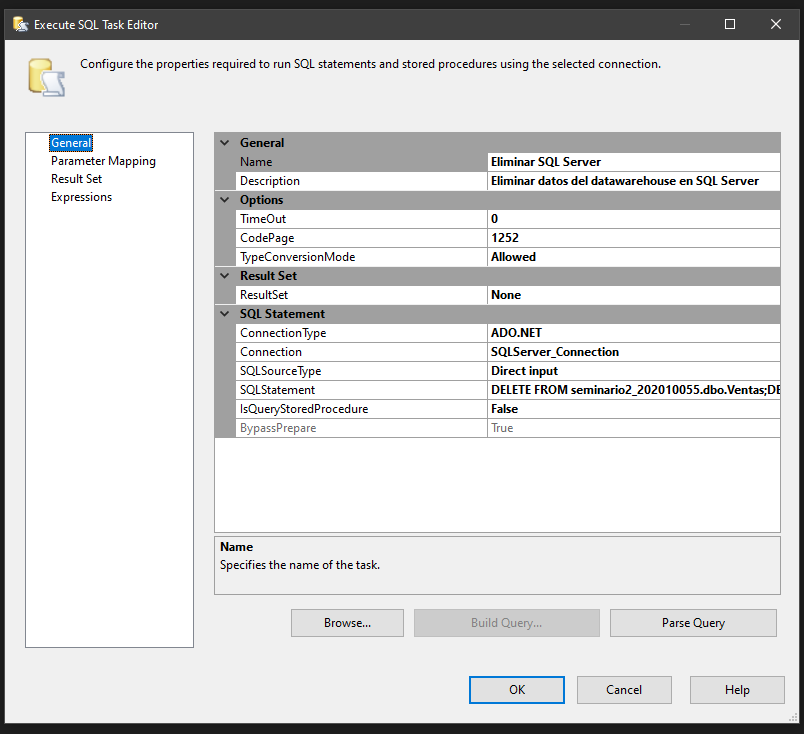 Execute SQL Task Editor
Configure the properties required to run SQL statements and stored procedures using the selected connection.
General
Parameter Mapping
Result Set
Expressions
General
Name Eliminar SQL Server
Description Eliminar datos del datawarehouse en SQL Server
Options
TimeOut 0
CodePage 1252
TypeConversionMode Allowed
Result Set
ResultSet None
SQL Statement
ConnectionType ADO.NET
Connection SQLServer_Connection
SQLSourceType Direct input
SQLStatement DELETE FROM seminario2_202010055.dbo.Ventas;DE
IsQueryStoredProcedure False
BypassPrepare True
Name
Specifies the name of the task.
Browse... Build Query... Parse Query
OK Cancel Help